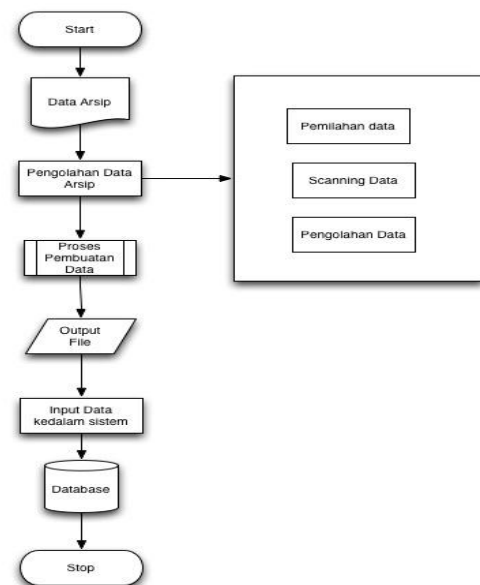 Start
Data Arsip
Pengolahan Data
Arsip
Pemilahan data
Scanning Data
Pengolahan Data
Proses
Pembuatan
Data
Output
File
Input Data
kedalam sistem
Database
Stop